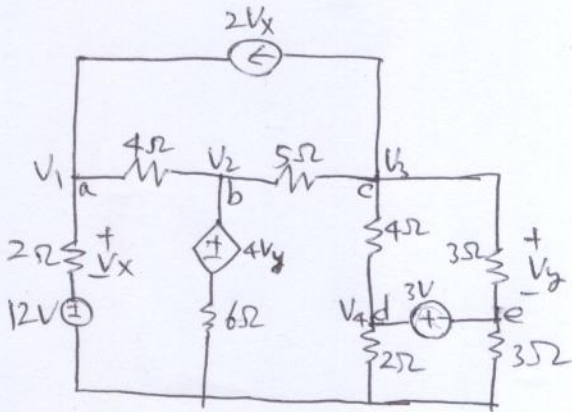 2Vx
4Ω V2 5Ω
V1 a b c V3
2Ω + Vx - 4Vy 4Ω 3Ω + Vy -
12V ± 6Ω V4 d 3V + e
2Ω 3Ω